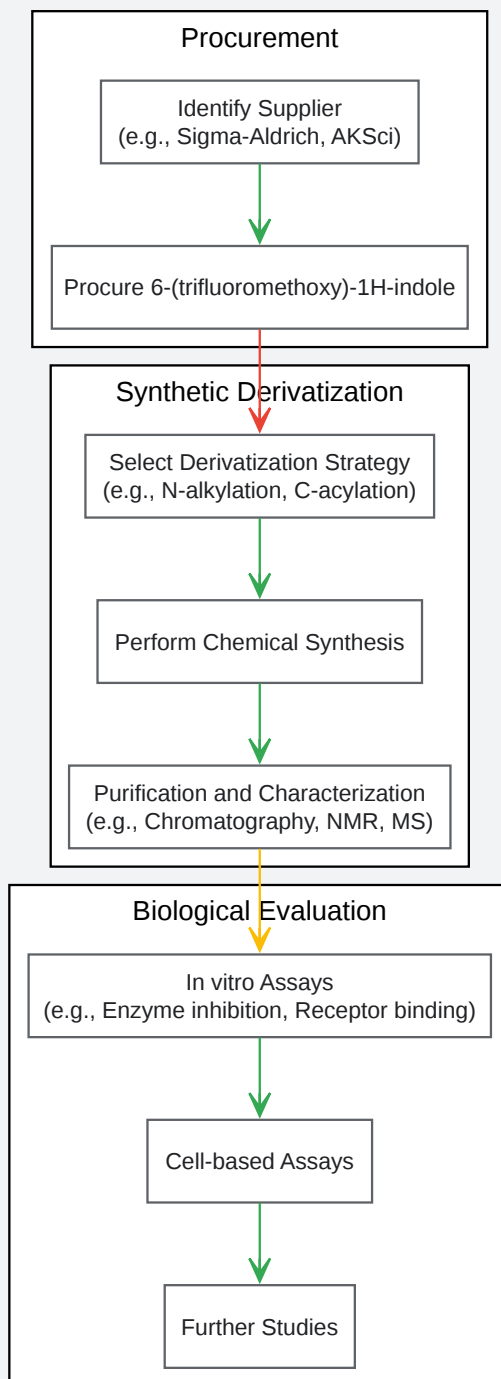 Procurement
Identify Supplier
(e.g., Sigma-Aldrich, AKSci)
Procure 6-(trifluoromethoxy)-1H-indole
Synthetic Derivatization
Select Derivatization Strategy
(e.g., N-alkylation, C-acylation)
Perform Chemical Synthesis
Purification and Characterization
(e.g., Chromatography, NMR, MS)
Biological Evaluation
In vitro Assays
(e.g., Enzyme inhibition, Receptor binding)
Cell-based Assays
Further Studies